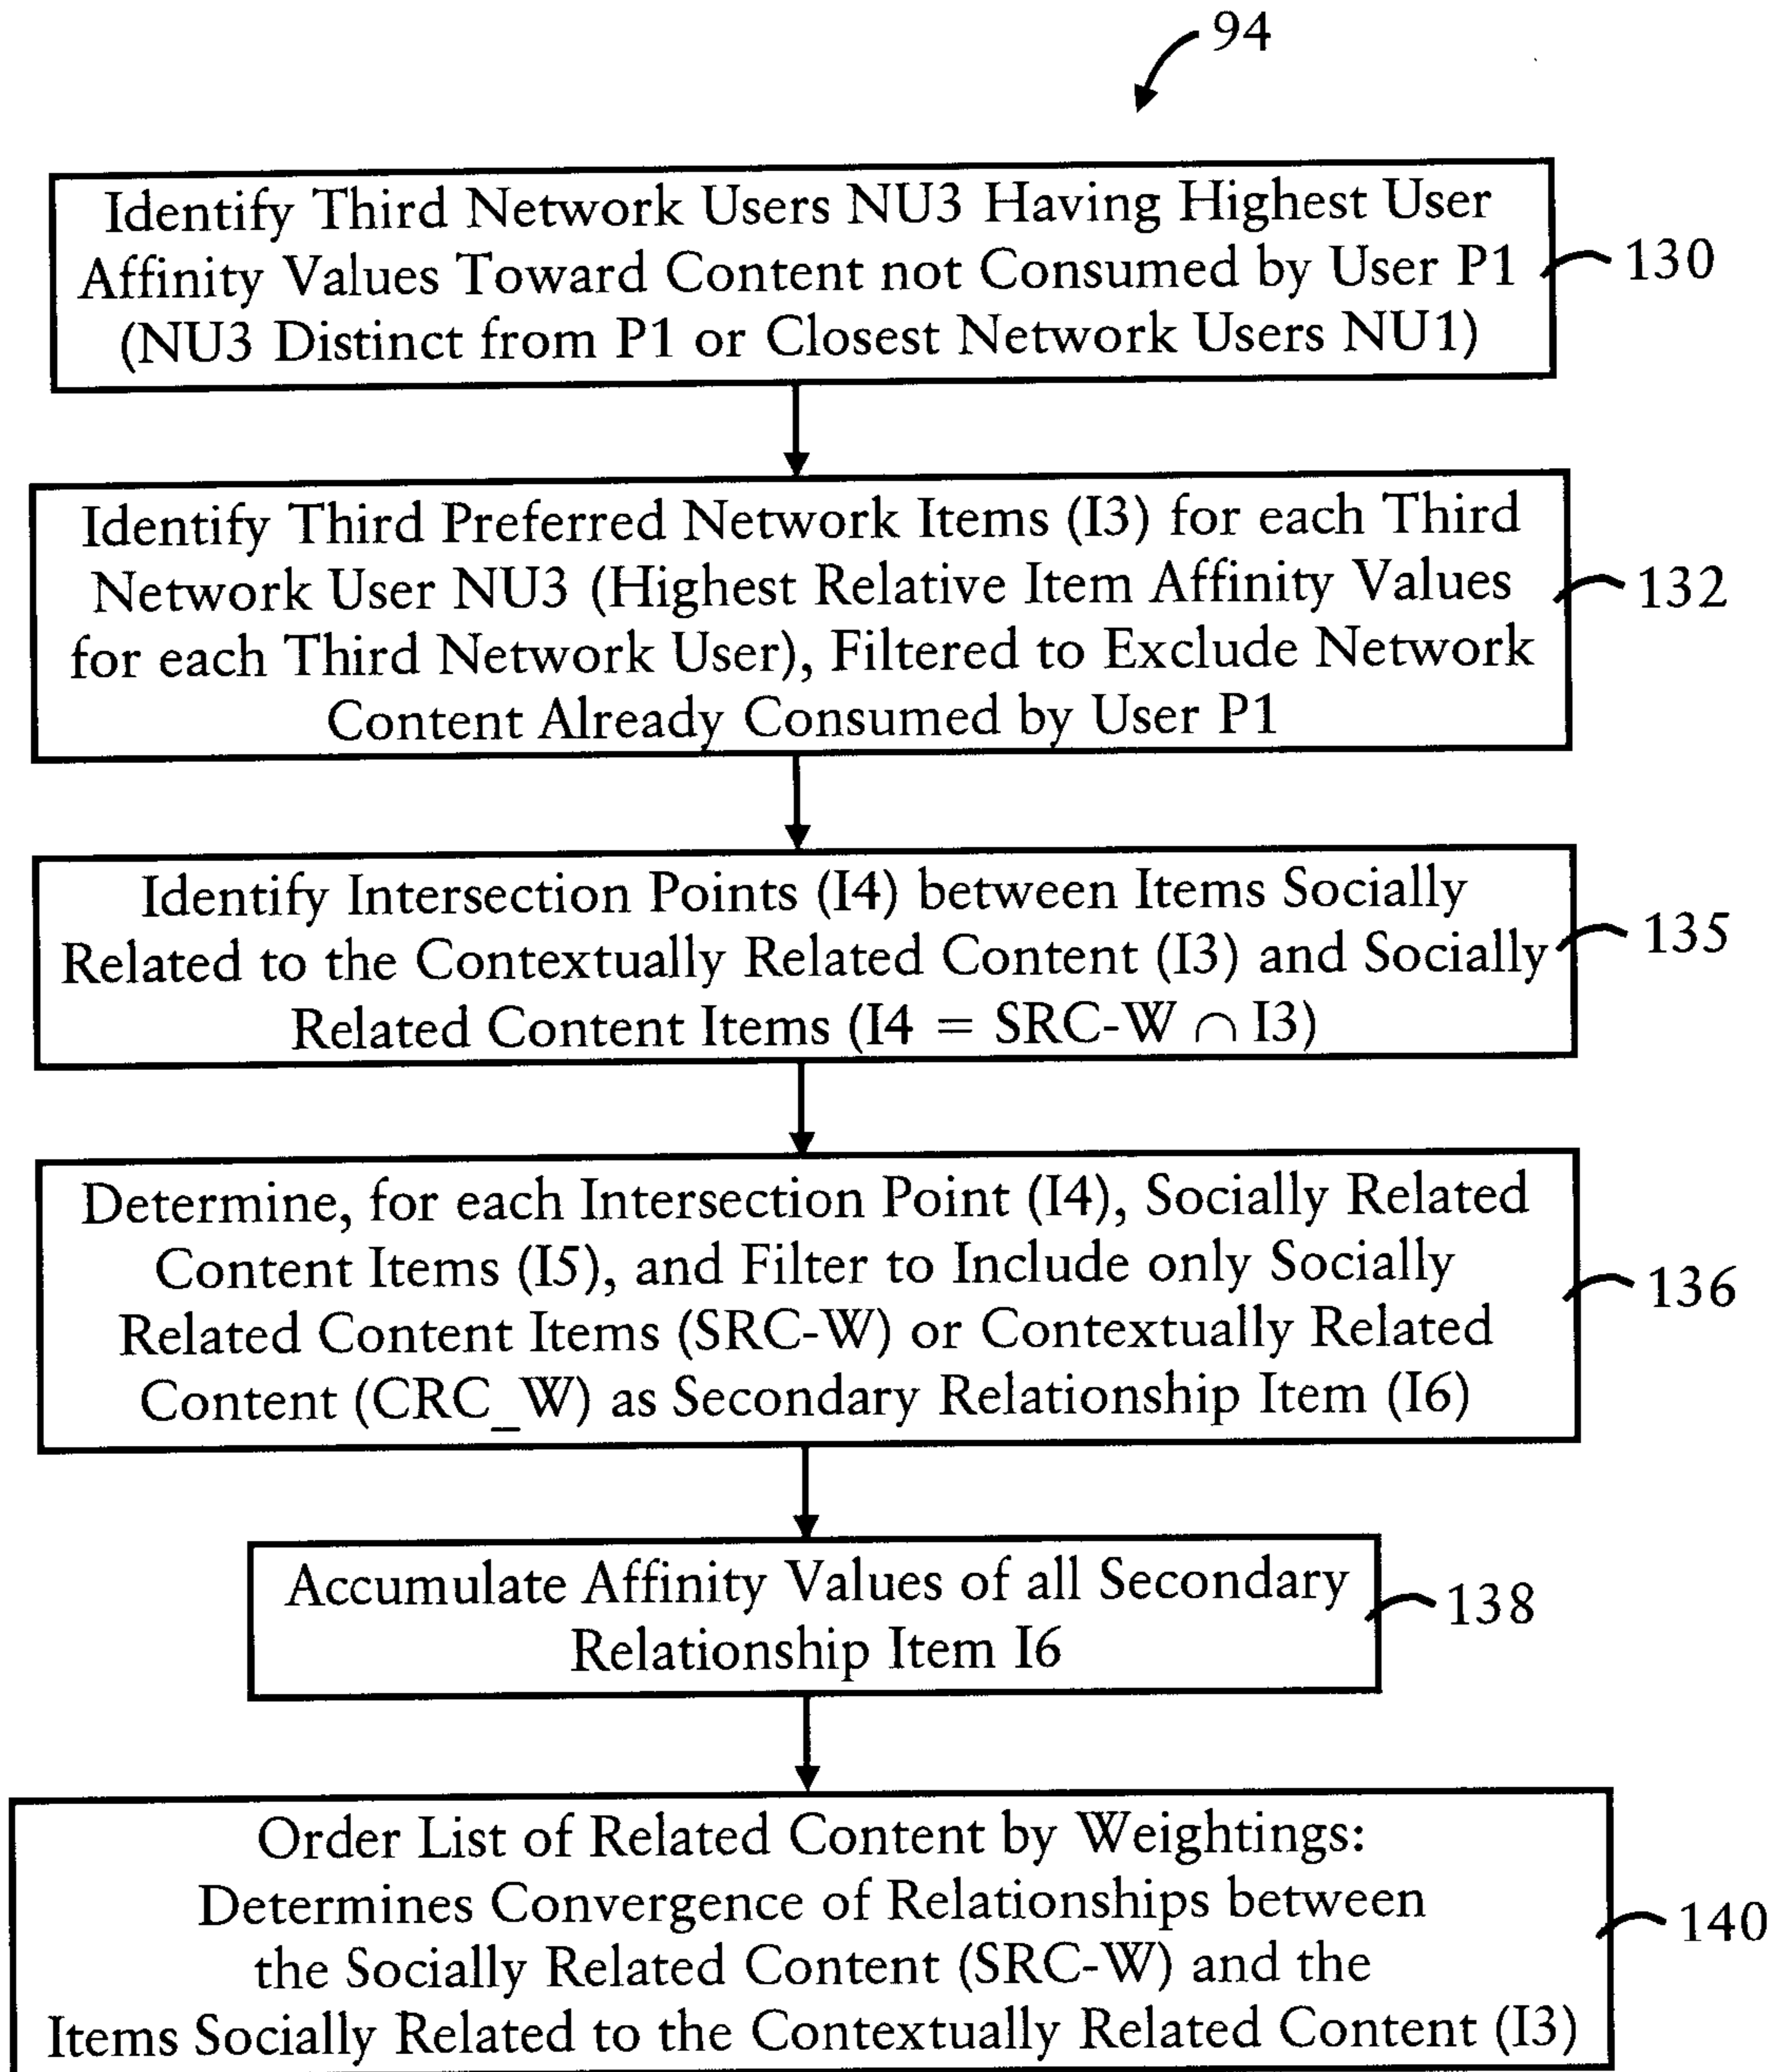 94
Identify Third Network Users NU3 Having Highest User
Affinity Values Toward Content not Consumed by User P1
(NU3 Distinct from P1 or Closest Network Users NU1)
130
Identify Third Preferred Network Items (I3) for each Third
Network User NU3 (Highest Relative Item Affinity Values
for each Third Network User), Filtered to Exclude Network
Content Already Consumed by User P1
132
Identify Intersection Points (I4) between Items Socially
Related to the Contextually Related Content (I3) and Socially
Related Content Items (I4 = SRC-W ∩ I3)
135
Determine, for each Intersection Point (I4), Socially Related
Content Items (I5), and Filter to Include only Socially
Related Content Items (SRC-W) or Contextually Related
Content (CRC_W) as Secondary Relationship Item (I6)
136
Accumulate Affinity Values of all Secondary
Relationship Item I6
138
Order List of Related Content by Weightings:
Determines Convergence of Relationships between
the Socially Related Content (SRC-W) and the
Items Socially Related to the Contextually Related Content (I3)
140